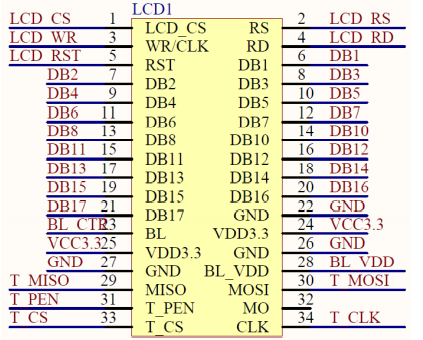 LCD1
LCD_CS 1 LCD_CS RS 2 LCD_RS
LCD_WR 3 WR/CLK RD 4 LCD_RD
LCD_RST 5 RST DB1 6 DB1
DB2 7 DB2 DB3 8 DB3
DB4 9 DB4 DB5 10 DB5
DB6 11 DB6 DB7 12 DB7
DB8 13 DB8 DB10 14 DB10
DB11 15 DB11 DB12 16 DB12
DB13 17 DB13 DB14 18 DB14
DB15 19 DB15 DB16 20 DB16
DB17 21 DB17 GND 22 GND
BL_CTR 23 BL VDD3.3 24 VCC3.3
VCC3.3 25 VDD3.3 GND 26 GND
GND 27 GND BL_VDD 28 BL_VDD
T_MISO 29 MISO MOSI 30 T_MOSI
T_PEN 31 T_PEN MO 32
T_CS 33 T_CS CLK 34 T_CLK